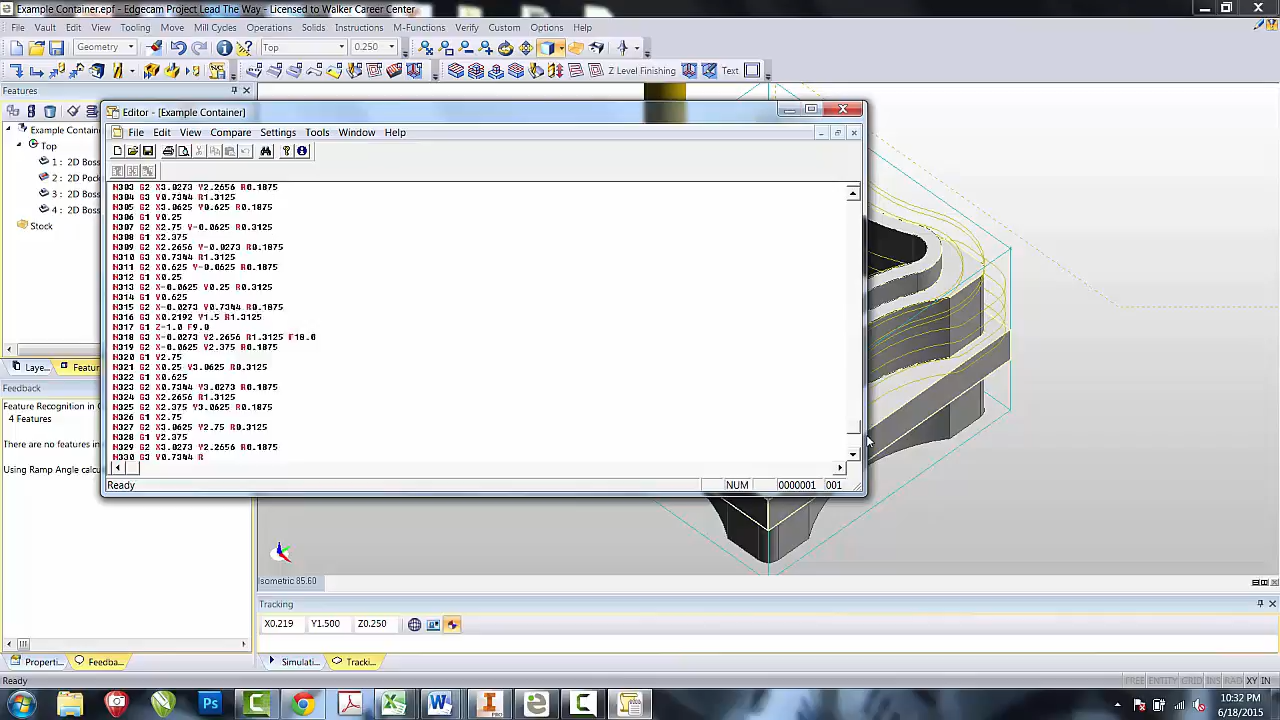 Example Container.epf - Edgecam Project Lead The Way - Licensed to Walker Career Center
File Vault Edit View Tooling Move Mill Cycles Operations Solids Instructions M-Functions Verify Custom Options Help
Geometry Top 0.250
Z Level Finishing Text
Features
Example Contain
Top
1 : 2D Boss
2 : 2D Pock
3 : 2D Boss
4 : 2D Boss
Stock
Laye... Featur
Feedback
Feature Recognition in C
4 Features
There are no features in
Using Ramp Angle calcu
Properti... Feedba...
Editor - [Example Container]
File Edit View Compare Settings Tools Window Help
N303 G2 X3.0273 Y2.2656 R0.1875
N304 G3 Y0.7344 R1.3125
N305 G2 X3.0625 Y0.625 R0.1875
N306 G1 Y0.25
N307 G2 X2.75 Y-0.0625 R0.3125
N308 G1 X2.375
N309 G2 X2.2656 Y-0.0273 R0.1875
N310 G3 X0.7344 R1.3125
N311 G2 X0.625 Y-0.0625 R0.1875
N312 G1 X0.25
N313 G2 X-0.0625 Y0.25 R0.3125
N314 G1 Y0.625
N315 G2 X-0.0273 Y0.7344 R0.1875
N316 G3 X0.2192 Y1.5 R1.3125
N317 G1 Z-1.0 F9.0
N318 G3 X-0.0273 Y2.2656 R1.3125 F18.0
N319 G2 X-0.0625 Y2.375 R0.1875
N320 G1 Y2.75
N321 G2 X0.25 Y3.0625 R0.3125
N322 G1 X0.625
N323 G2 X0.7344 Y3.0273 R0.1875
N324 G3 X2.2656 R1.3125
N325 G2 X2.375 Y3.0625 R0.1875
N326 G1 X2.75
N327 G2 X3.0625 Y2.75 R0.3125
N328 G1 Y2.375
N329 G2 X3.0273 Y2.2656 R0.1875
N330 G3 Y0.7344 R
Ready NUM 0000001 001
Isometric 85.60
Tracking
X0.219 Y1.500 Z0.250
Simulati... Tracki...
Ready FREE ENTITY GRID INS RAD XY IN
10:32 PM
6/18/2015